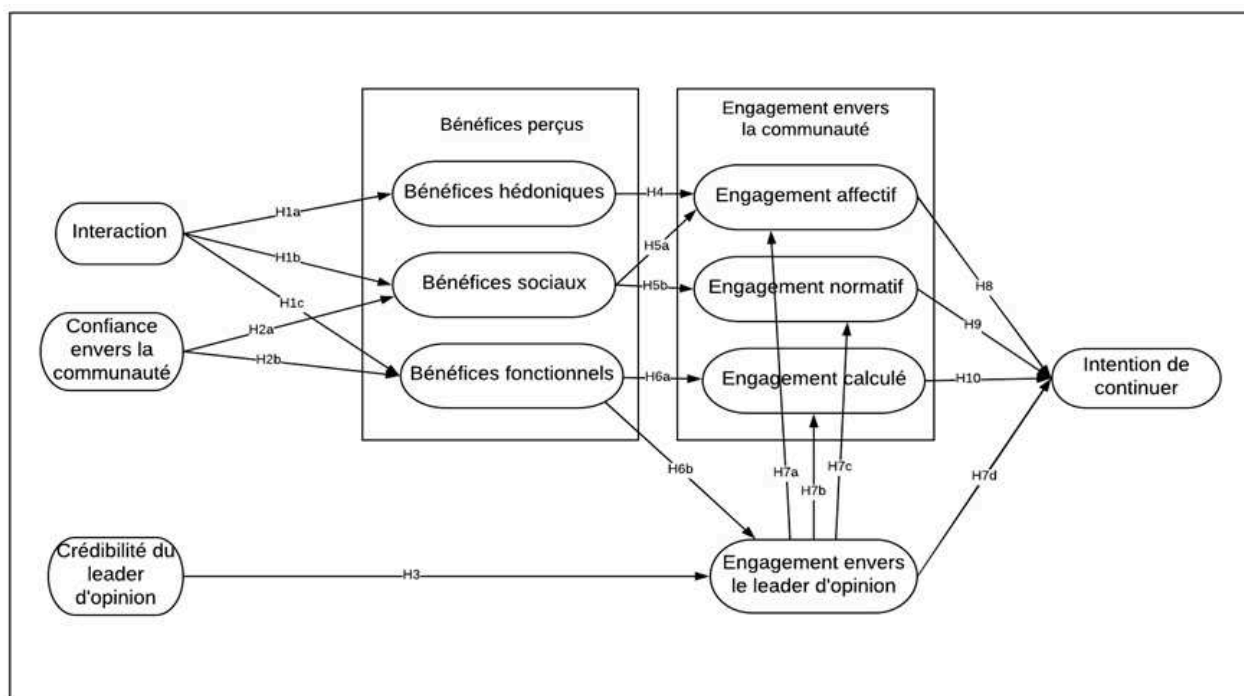 Bénéfices perçus
Engagement envers
la communauté
Bénéfices hédoniques
H4
Engagement affectif
Interaction
H1a
H1b
H1c
H5a
Bénéfices sociaux
H5b
Engagement normatif
H8
H9
Confiance
envers la
communauté
H2a
H2b
Bénéfices fonctionnels
H6a
Engagement calculé
H10
Intention de
continuer
H6b
H7a
H7b
H7c
H7d
Crédibilité du
leader
d'opinion
H3
Engagement envers
le leader d'opinion